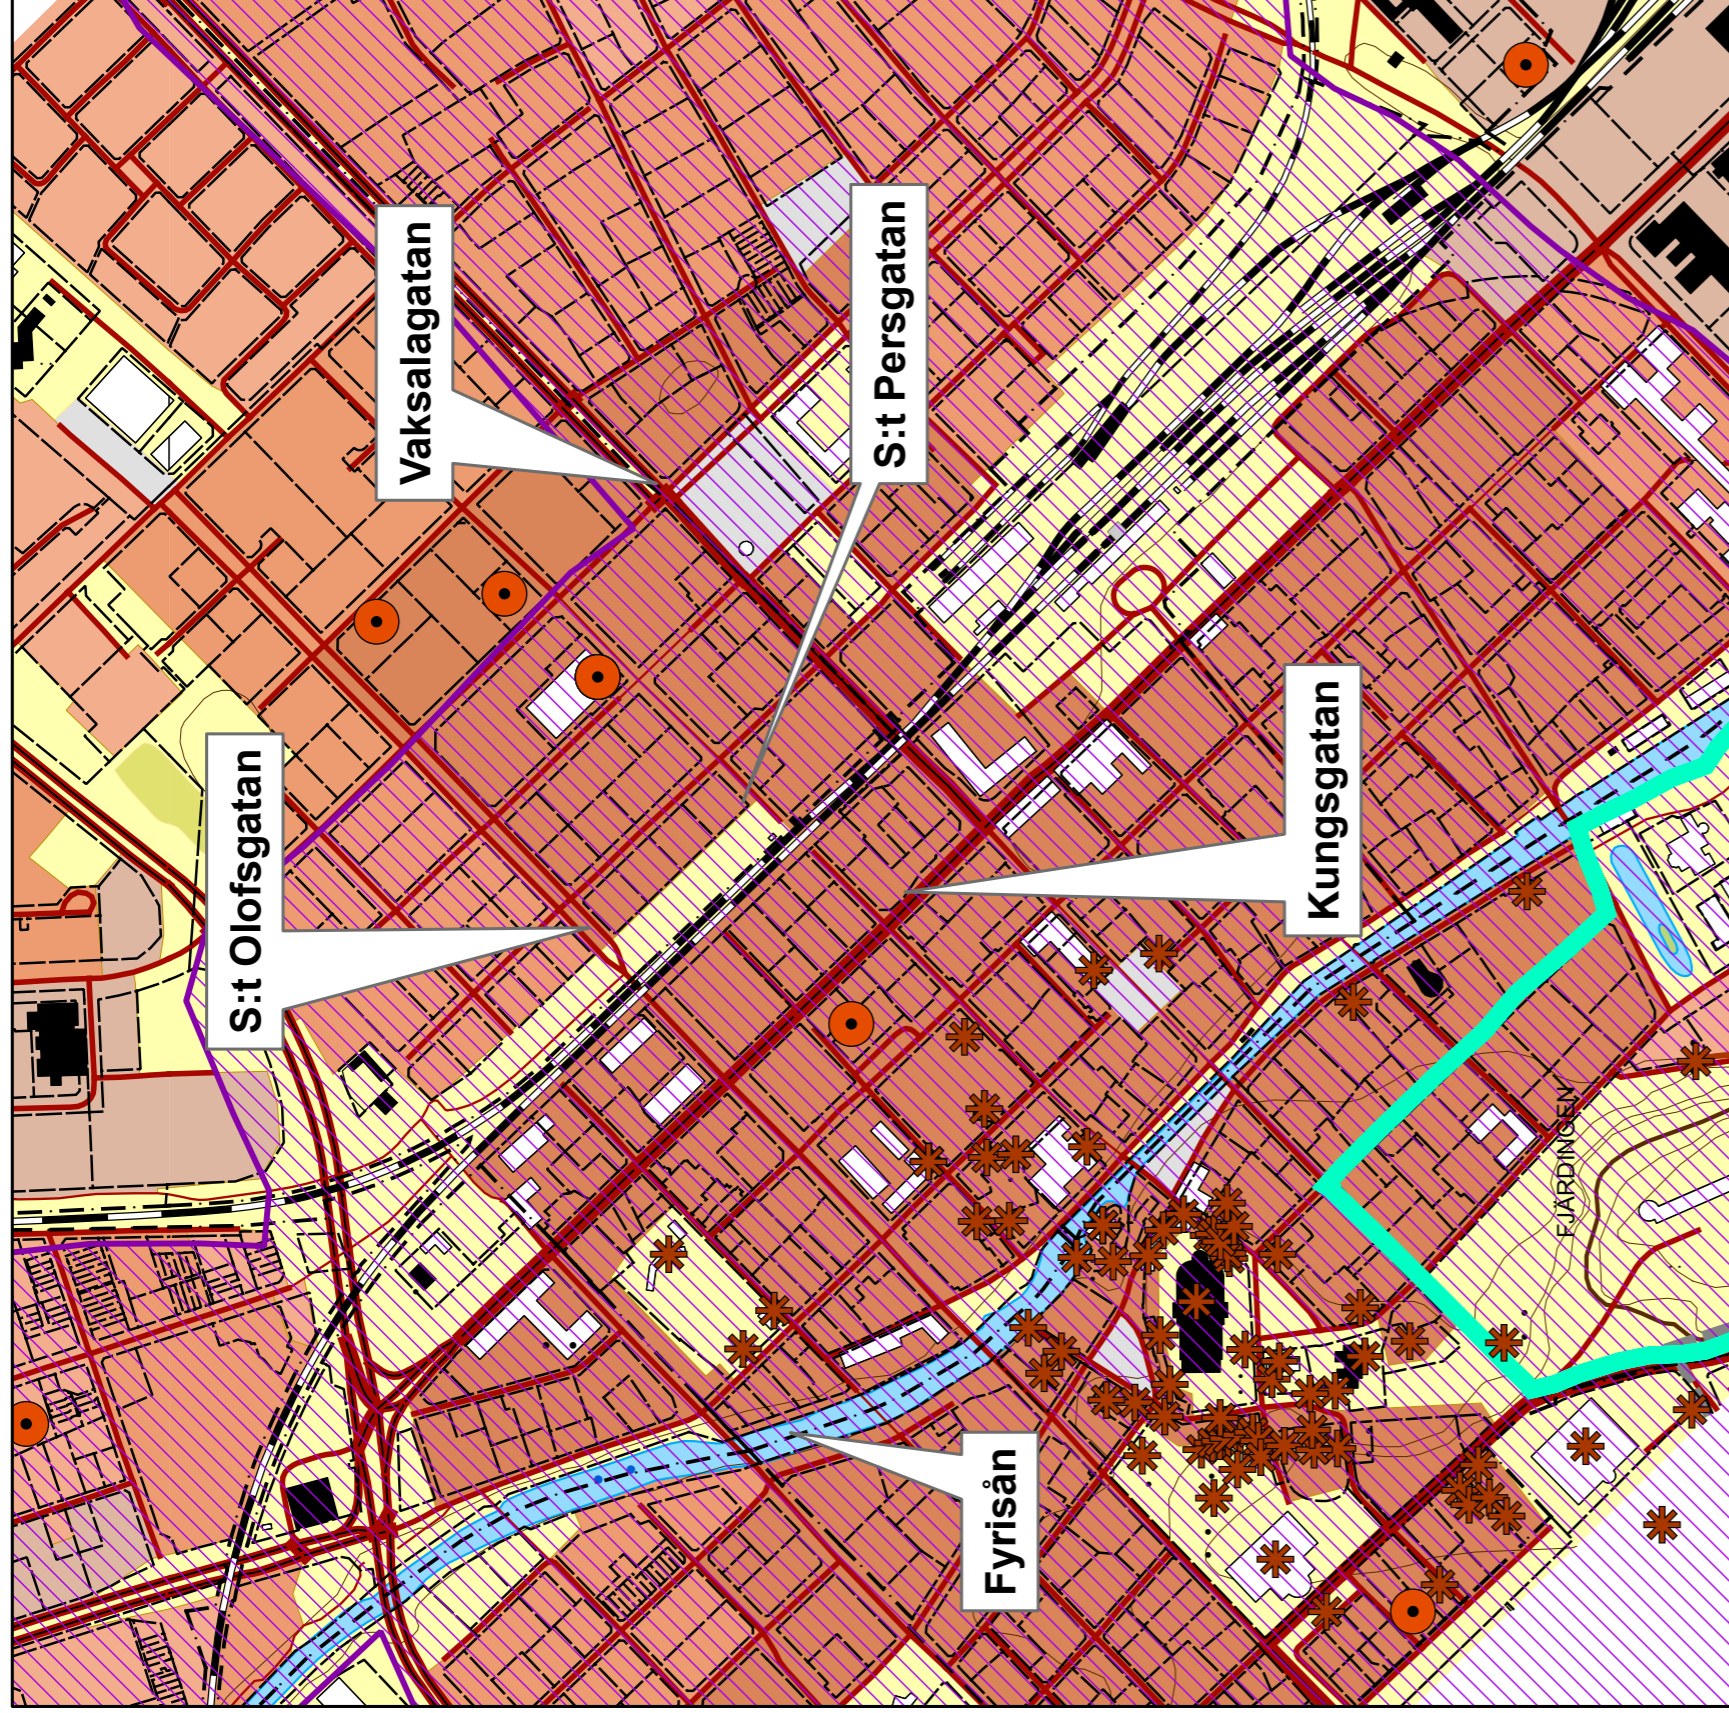 S:t Olofsgatan
Vaksalagatan
S:t Persgatan
Kungsgatan
Fyrisån
FJÄRDINGEN